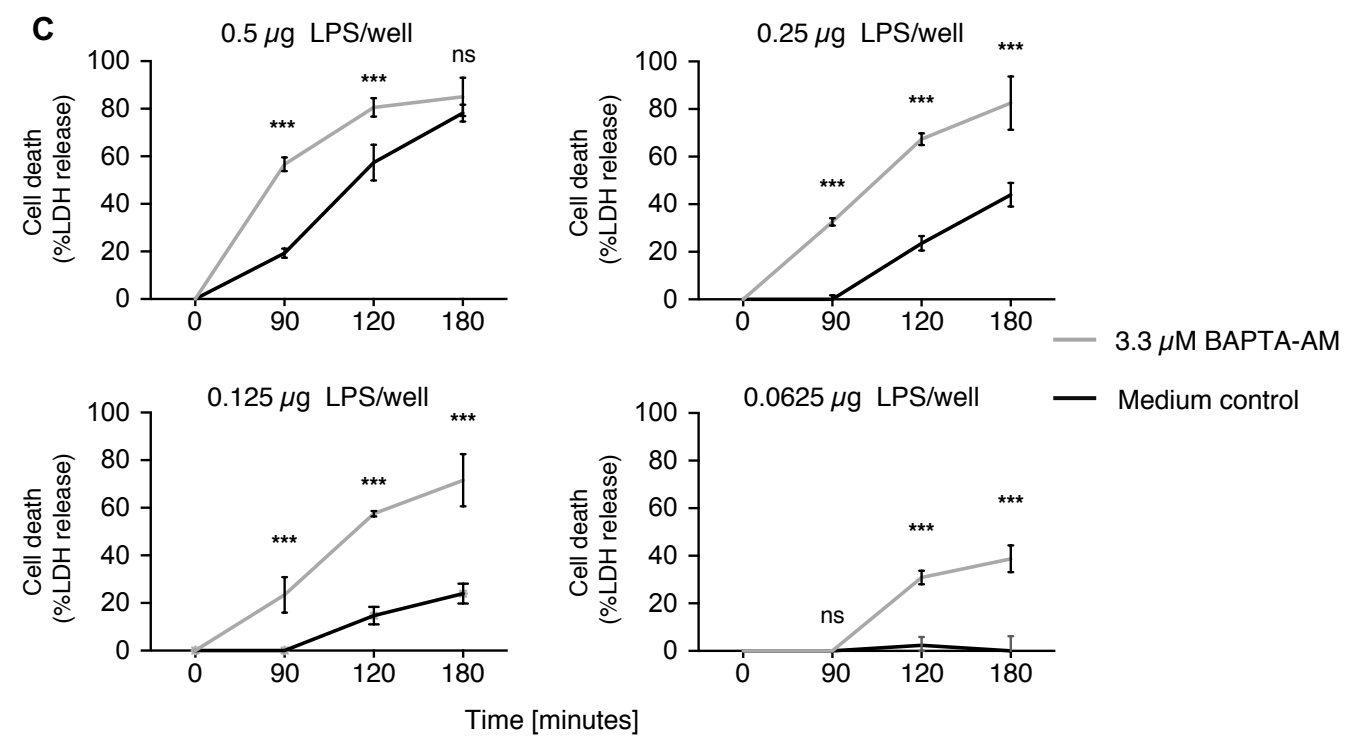 C
0.5 µg LPS/well
0.25 µg LPS/well
Cell death
(%LDH release)
100
80
60
40
20
0
***
***
ns
0
90
120
180
Cell death
(%LDH release)
100
80
60
40
20
0
***
***
***
0
90
120
180
3.3 µM BAPTA-AM
Medium control
0.125 µg LPS/well
0.0625 µg LPS/well
Cell death
(%LDH release)
100
80
60
40
20
0
***
***
***
0
90
120
180
Cell death
(%LDH release)
100
80
60
40
20
0
ns
***
***
0
90
120
180
Time [minutes]